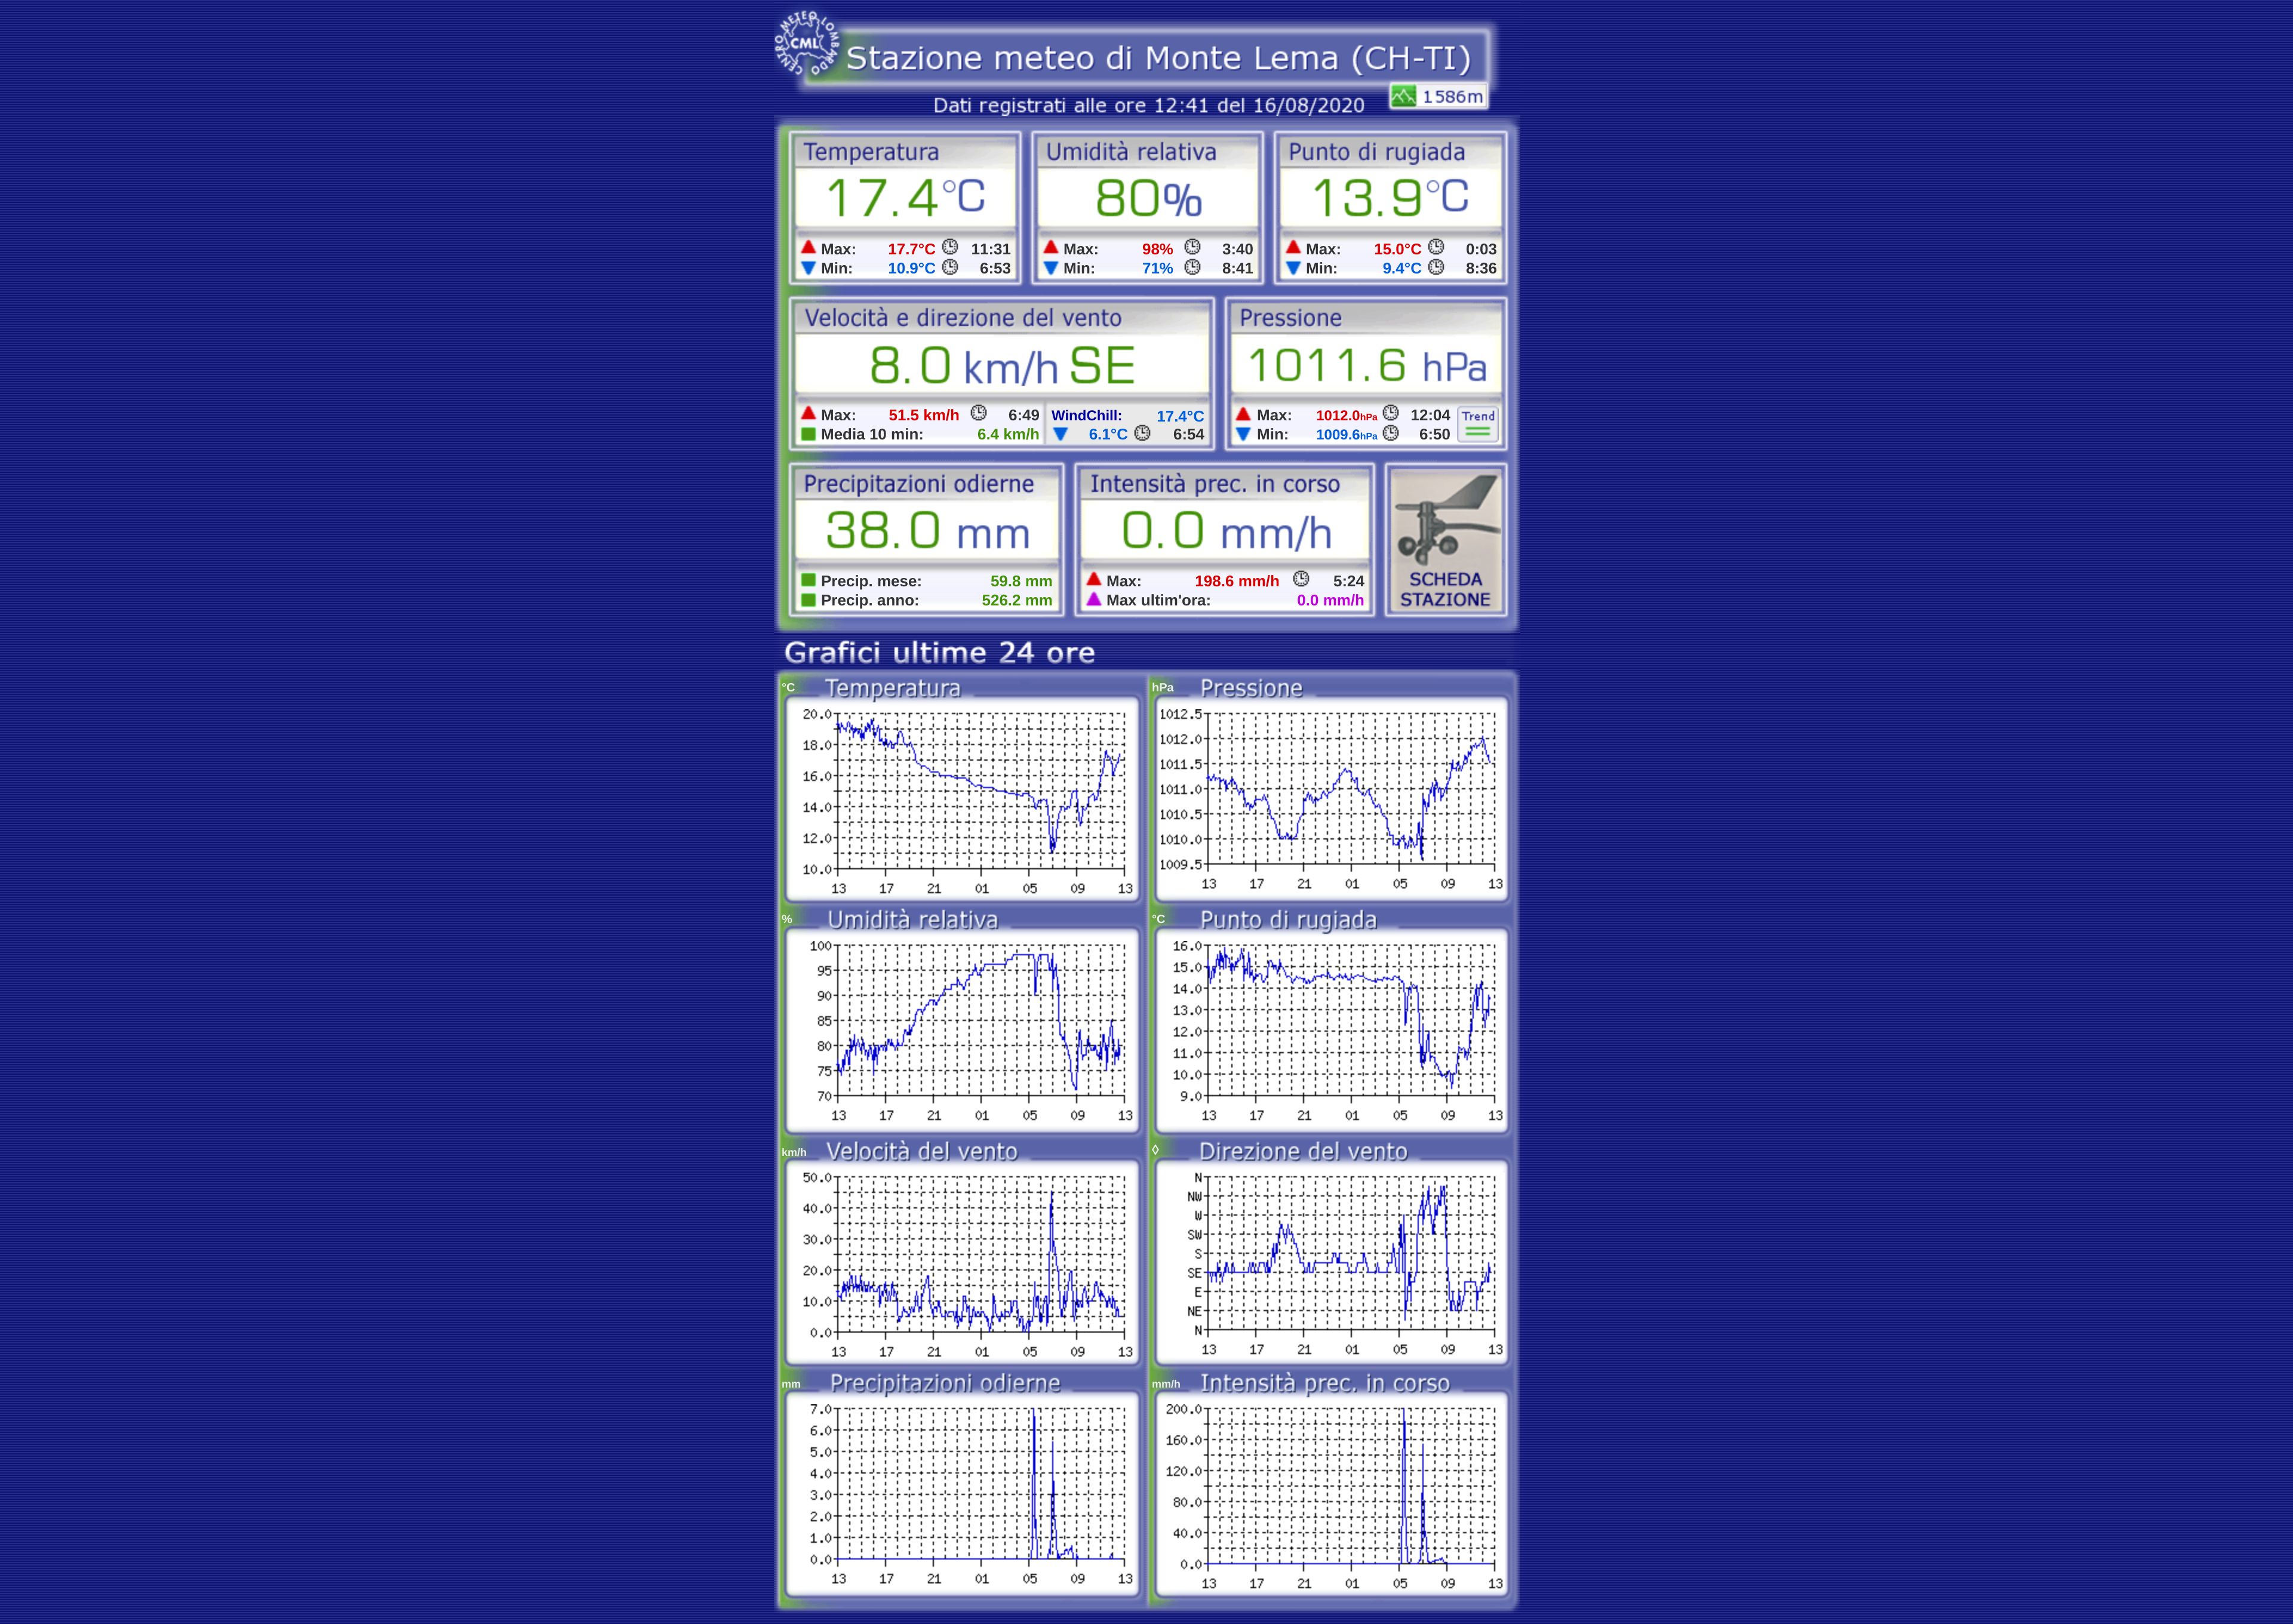 CENTRO METEO LOMBARDO
CML
Stazione meteo di Monte Lema (CH-TI)
1586m
Dati registrati alle ore 12:41 del 16/08/2020
Temperatura
17.4°C
Max: 17.7°C 11:31
Min: 10.9°C 6:53
Umidità relativa
80%
Max: 98% 3:40
Min: 71% 8:41
Punto di rugiada
13.9°C
Max: 15.0°C 0:03
Min: 9.4°C 8:36
Velocità e direzione del vento
8.0 km/h SE
Max: 51.5 km/h 6:49
Media 10 min: 6.4 km/h
WindChill: 17.4°C
6.1°C 6:54
Pressione
1011.6 hPa
Max: 1012.0hPa 12:04
Min: 1009.6hPa 6:50
Trend
Precipitazioni odierne
38.0 mm
Precip. mese: 59.8 mm
Precip. anno: 526.2 mm
Intensità prec. in corso
0.0 mm/h
Max: 198.6 mm/h 5:24
Max ultim'ora: 0.0 mm/h
SCHEDA
STAZIONE
Grafici ultime 24 ore
°C Temperatura
20.0
18.0
16.0
14.0
12.0
10.0
13 17 21 01 05 09 13
hPa Pressione
1012.5
1012.0
1011.5
1011.0
1010.5
1010.0
1009.5
13 17 21 01 05 09 13
% Umidità relativa
100
95
90
85
80
75
70
13 17 21 01 05 09 13
°C Punto di rugiada
16.0
15.0
14.0
13.0
12.0
11.0
10.0
9.0
13 17 21 01 05 09 13
km/h Velocità del vento
50.0
40.0
30.0
20.0
10.0
0.0
13 17 21 01 05 09 13
◊ Direzione del vento
N
NW
W
SW
S
SE
E
NE
N
13 17 21 01 05 09 13
mm Precipitazioni odierne
7.0
6.0
5.0
4.0
3.0
2.0
1.0
0.0
13 17 21 01 05 09 13
mm/h Intensità prec. in corso
200.0
160.0
120.0
80.0
40.0
0.0
13 17 21 01 05 09 13